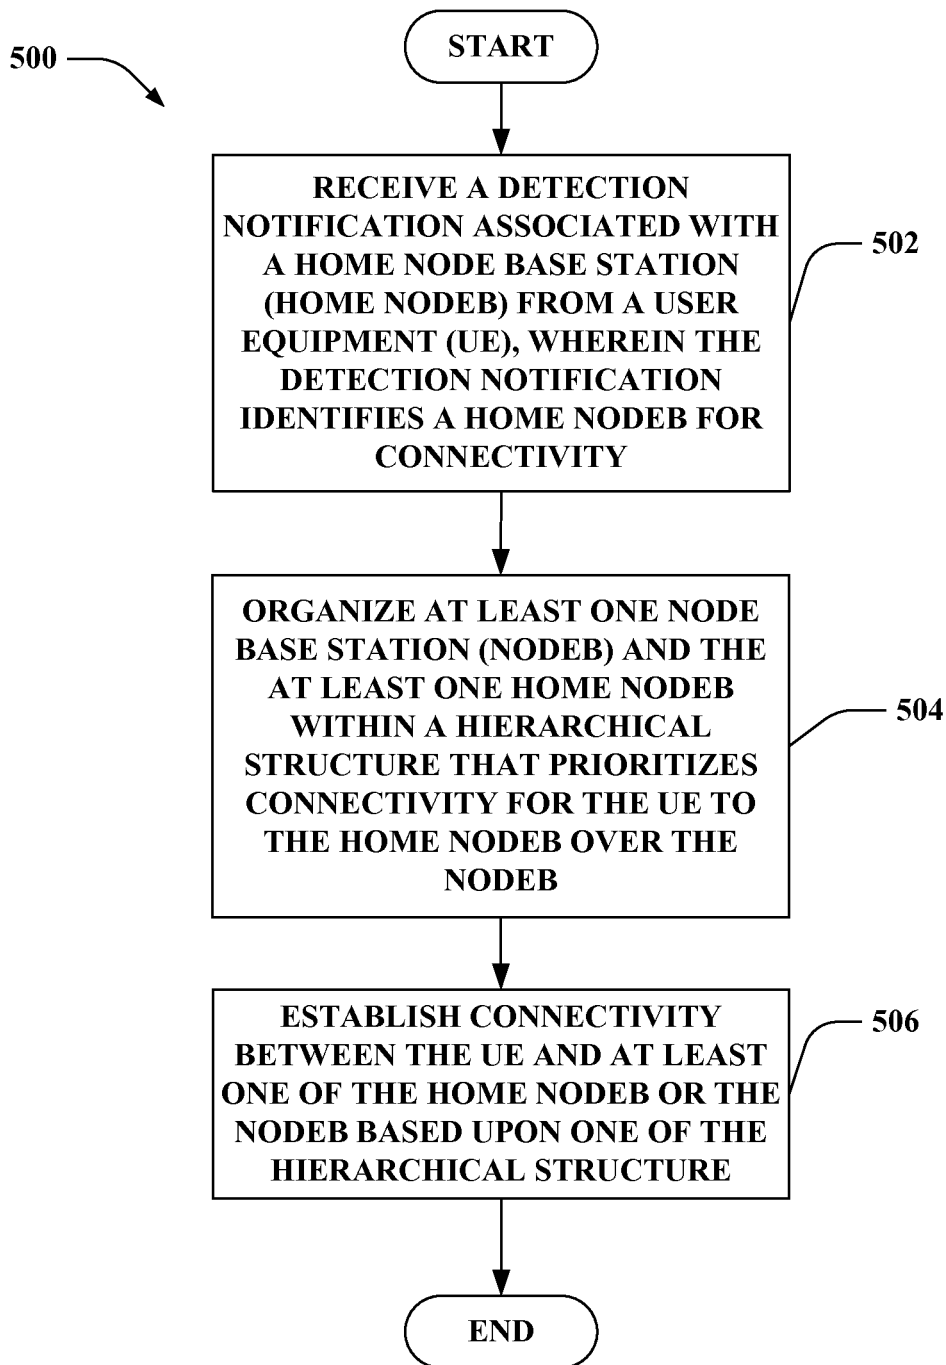 START
500
RECEIVE A DETECTION
NOTIFICATION ASSOCIATED WITH
A HOME NODE BASE STATION
(HOME NODEB) FROM A USER
EQUIPMENT (UE), WHEREIN THE
DETECTION NOTIFICATION
IDENTIFIES A HOME NODEB FOR
CONNECTIVITY
502
ORGANIZE AT LEAST ONE NODE
BASE STATION (NODEB) AND THE
AT LEAST ONE HOME NODEB
WITHIN A HIERARCHICAL
STRUCTURE THAT PRIORITIZES
CONNECTIVITY FOR THE UE TO
THE HOME NODEB OVER THE
NODEB
504
ESTABLISH CONNECTIVITY
BETWEEN THE UE AND AT LEAST
ONE OF THE HOME NODEB OR THE
NODEB BASED UPON ONE OF THE
HIERARCHICAL STRUCTURE
506
END